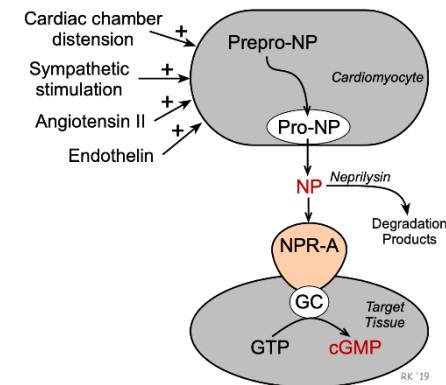 Cardiac chamber
distension
+
Sympathetic
stimulation
+
Angiotensin II
+
Endothelin
+
Prepro-NP
Cardiomyocyte
Pro-NP
NP
Neprilysin
Degradation
Products
NPR-A
GC
Target
Tissue
GTP
cGMP
RK '19